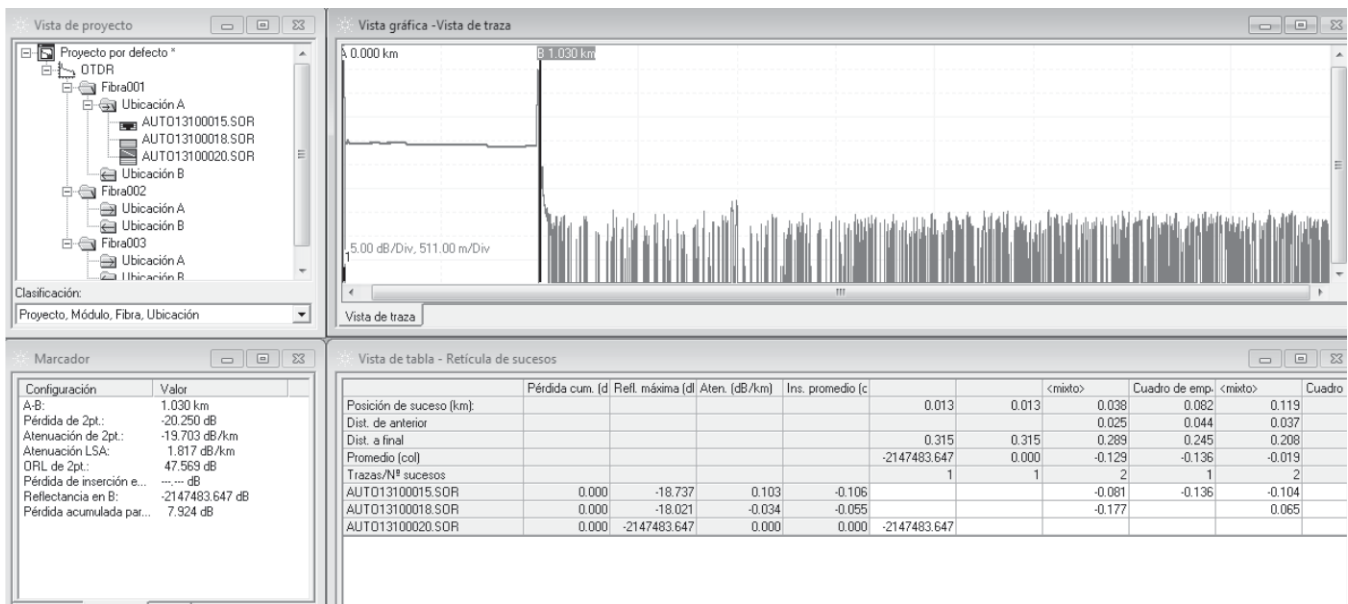 Vista de proyecto
Proyecto por defecto *
OTDR
Fibra001
Ubicación A
AUTO13100015.SOR
AUTO13100018.SOR
AUTO13100020.SOR
Ubicación B
Fibra002
Ubicación A
Ubicación B
Fibra003
Ubicación A
Ubicación B
Clasificación:
Proyecto, Módulo, Fibra, Ubicación
Vista gráfica -Vista de traza
A 0.000 km B 1.030 km
5.00 dB/Div, 511.00 m/Div
1
Vista de traza
Marcador
Configuración Valor
A-B: 1.030 km
Pérdida de 2pt.: -20.250 dB
Atenuación de 2pt.: -19.703 dB/km
Atenuación LSA: 1.817 dB/km
ORL de 2pt.: 47.569 dB
Pérdida de inserción e... --.--- dB
Reflectancia en B: -2147483.647 dB
Pérdida acumulada par... 7.924 dB
Vista de tabla - Retícula de sucesos
Pérdida cum. (d Refl. máxima (dl Aten. (dB/km) Ins. promedio (c <mixto> Cuadro de emp. <mixto> Cuadro
Posición de suceso (km): 0.013 0.013 0.038 0.082 0.119
Dist. de anterior 0.025 0.044 0.037
Dist. a final 0.315 0.315 0.289 0.245 0.208
Promedio (col) -2147483.647 0.000 -0.129 -0.136 -0.019
Trazas/Nº sucesos 1 1 2 1 2
AUTO13100015.SOR 0.000 -18.737 0.103 -0.106 -0.081 -0.136 -0.104
AUTO13100018.SOR 0.000 -18.021 -0.034 -0.055 -0.177 0.065
AUTO13100020.SOR 0.000 -2147483.647 0.000 0.000 -2147483.647